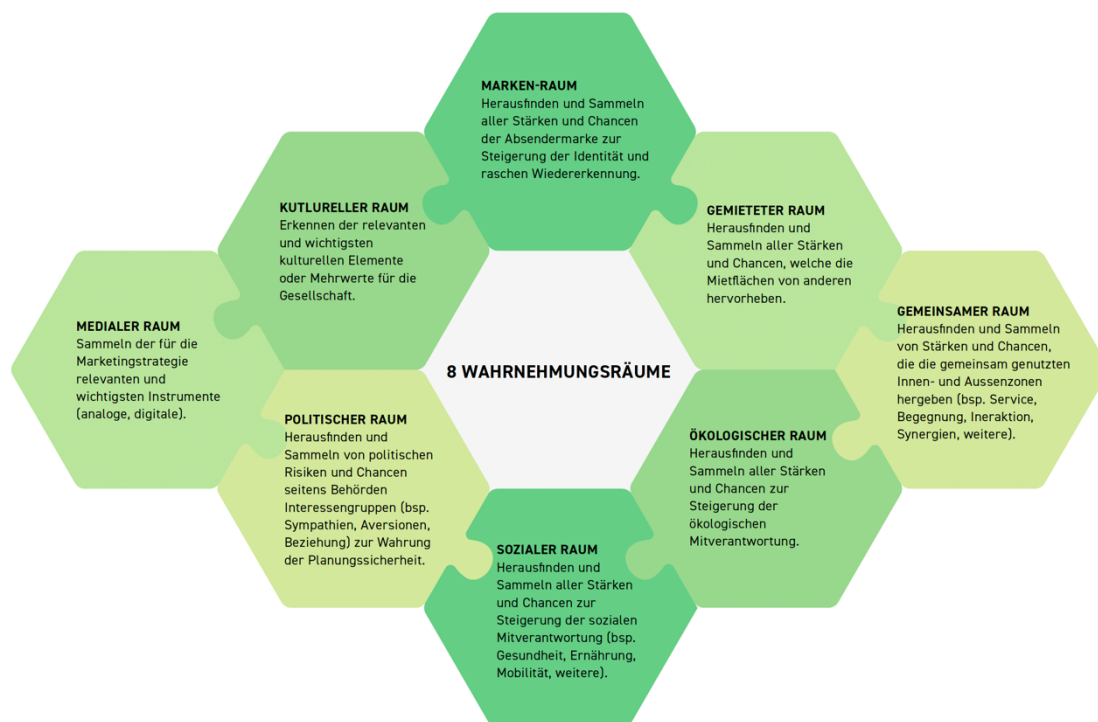 MARKEN-RAUM
Herausfinden und Sammeln
aller Stärken und Chancen
der Absendermarke zur
Steigerung der Identität und
raschen Wiedererkennung.
KUTLURELLER RAUM
Erkennen der relevanten
und wichtigsten
kulturellen Elemente
oder Mehrwerte für die
Gesellschaft.
GEMIETETER RAUM
Herausfinden und
Sammeln aller Stärken
und Chancen, welche die
Mietflächen von anderen
hervorheben.
MEDIALER RAUM
Sammeln der für die
Marketingstrategie
relevanten und
wichtigsten Instrumente
(analoge, digitale).
8 WAHRNEHMUNGSRÄUME
GEMEINSAMER RAUM
Herausfinden und Sammeln
von Stärken und Chancen,
die die gemeinsam genutzten
Innen- und Aussenzonen
hergeben (bsp. Service,
Begegnung, Ineraktion,
Synergien, weitere).
POLITISCHER RAUM
Herausfinden und
Sammeln von politischen
Risiken und Chancen
seitens Behörden
Interessengruppen (bsp.
Sympathien, Aversionen,
Beziehung) zur Wahrung
der Planungssicherheit.
ÖKOLOGISCHER RAUM
Herausfinden und
Sammeln aller Stärken
und Chancen zur
Steigerung der
ökologischen
Mitverantwortung.
SOZIALER RAUM
Herausfinden und
Sammeln aller Stärken
und Chancen zur
Steigerung der sozialen
Mitverantwortung (bsp.
Gesundheit, Ernährung,
Mobilität, weitere).